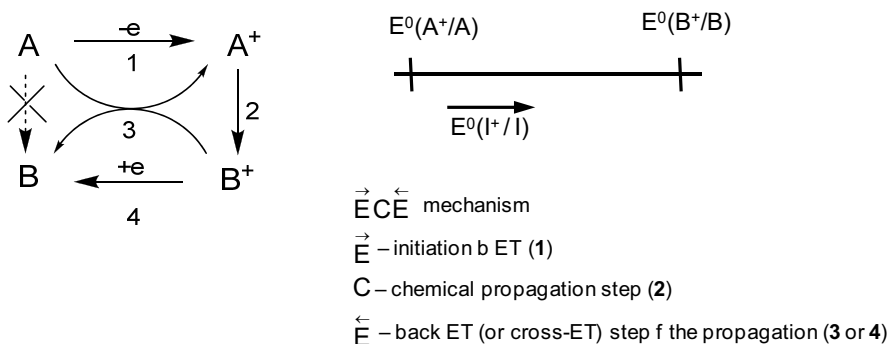 –e
A A⁺
1
2
3
B B⁺
+e
4
E⁰(A⁺/A) E⁰(B⁺/B)
E⁰(I⁺/I)
E⃗CE⃖ mechanism
E⃗ – initiation b ET (1)
C – chemical propagation step (2)
E⃖ – back ET (or cross-ET) step f the propagation (3 or 4)